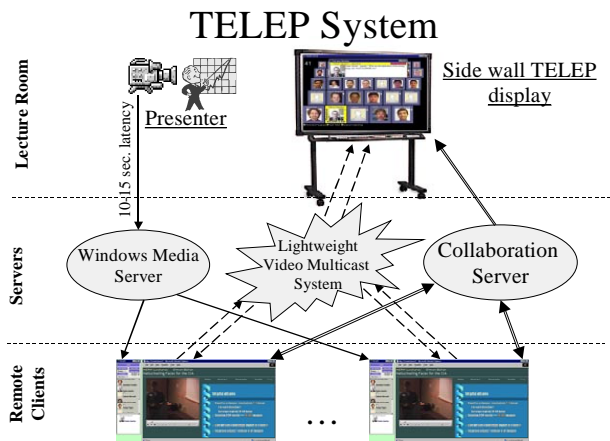 TELEP System
Lecture Room
Presenter
Side wall TELEP
display
10-15 sec. latency
Servers
Windows Media
Server
Lightweight
Video Multicast
System
Collaboration
Server
Remote
Clients
...